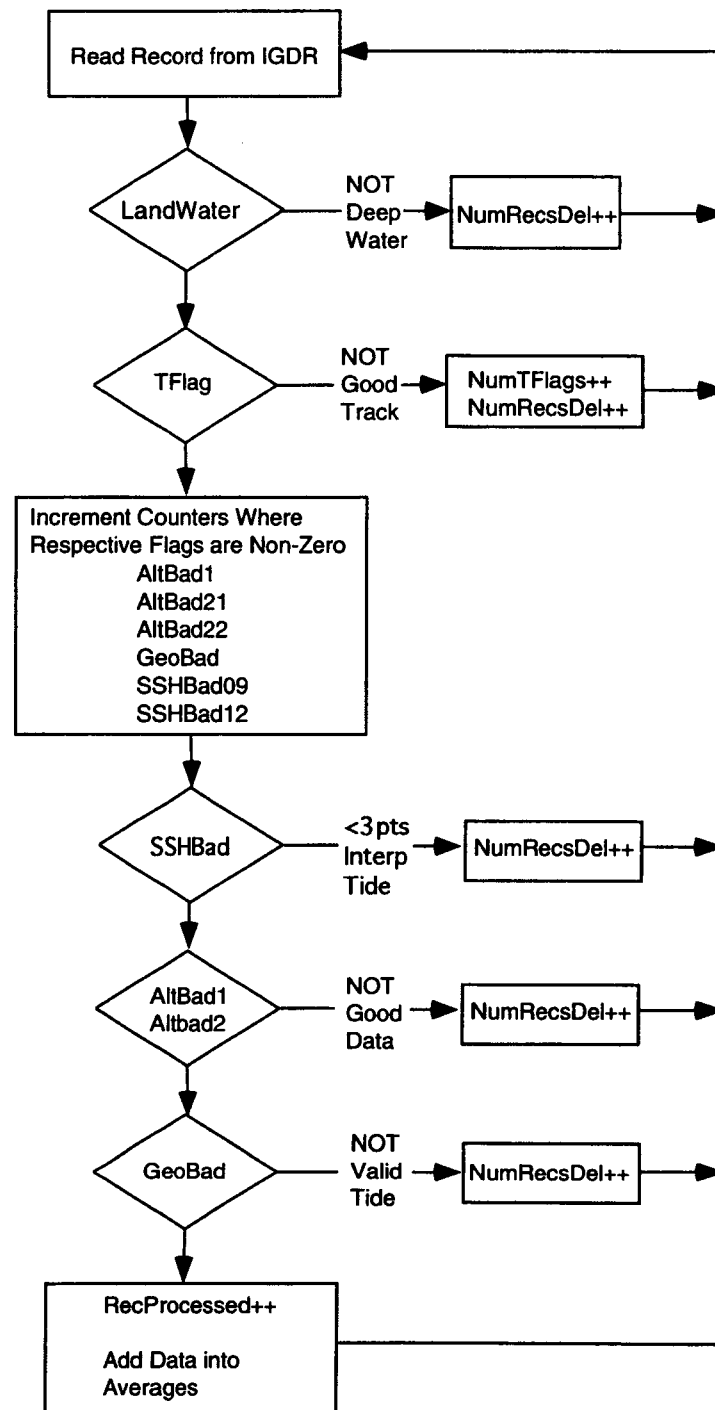 Read Record from IGDR
LandWater
NOT
Deep
Water
NumRecsDel++
TFlag
NOT
Good
Track
NumTFlags++
NumRecsDel++
Increment Counters Where
Respective Flags are Non-Zero
AltBad1
AltBad21
AltBad22
GeoBad
SSHBad09
SSHBad12
SSHBad
<3pts
Interp
Tide
NumRecsDel++
AltBad1
Altbad2
NOT
Good
Data
NumRecsDel++
GeoBad
NOT
Valid
Tide
NumRecsDel++
RecProcessed++
Add Data into
Averages